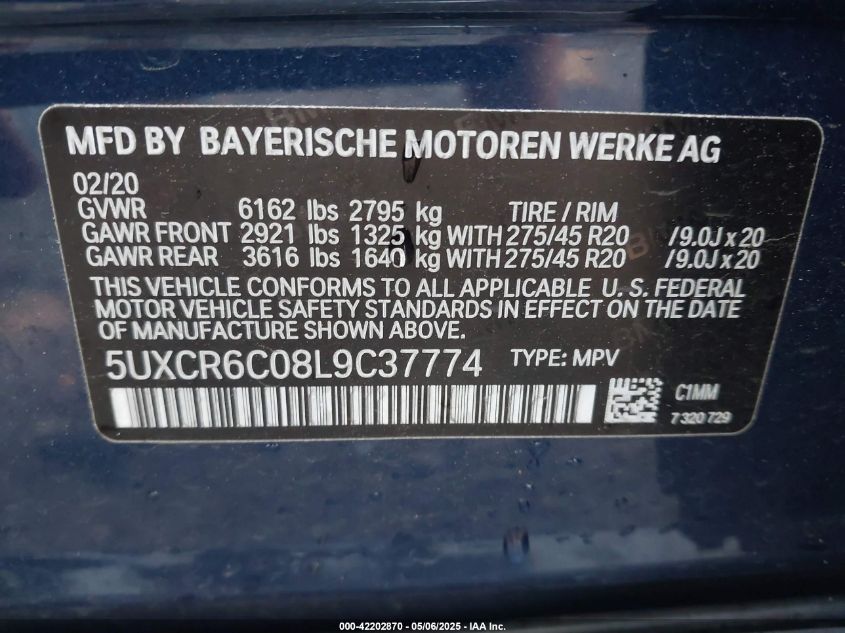 MFD BY BAYERISCHE MOTOREN WERKE AG
02/20
GVWR 6162 lbs 2795 kg TIRE / RIM
GAWR FRONT 2921 lbs 1325 kg WITH 275/45 R20 /9.0J x 20
GAWR REAR 3616 lbs 1640 kg WITH 275/45 R20 /9.0J x 20
THIS VEHICLE CONFORMS TO ALL APPLICABLE U. S. FEDERAL
MOTOR VEHICLE SAFETY STANDARDS IN EFFECT ON THE DATE
OF MANUFACTURE SHOWN ABOVE.
5UXCR6C08L9C37774 TYPE: MPV
C1MM
7 320 729
000-42202870 - 05/06/2025 - IAA Inc.